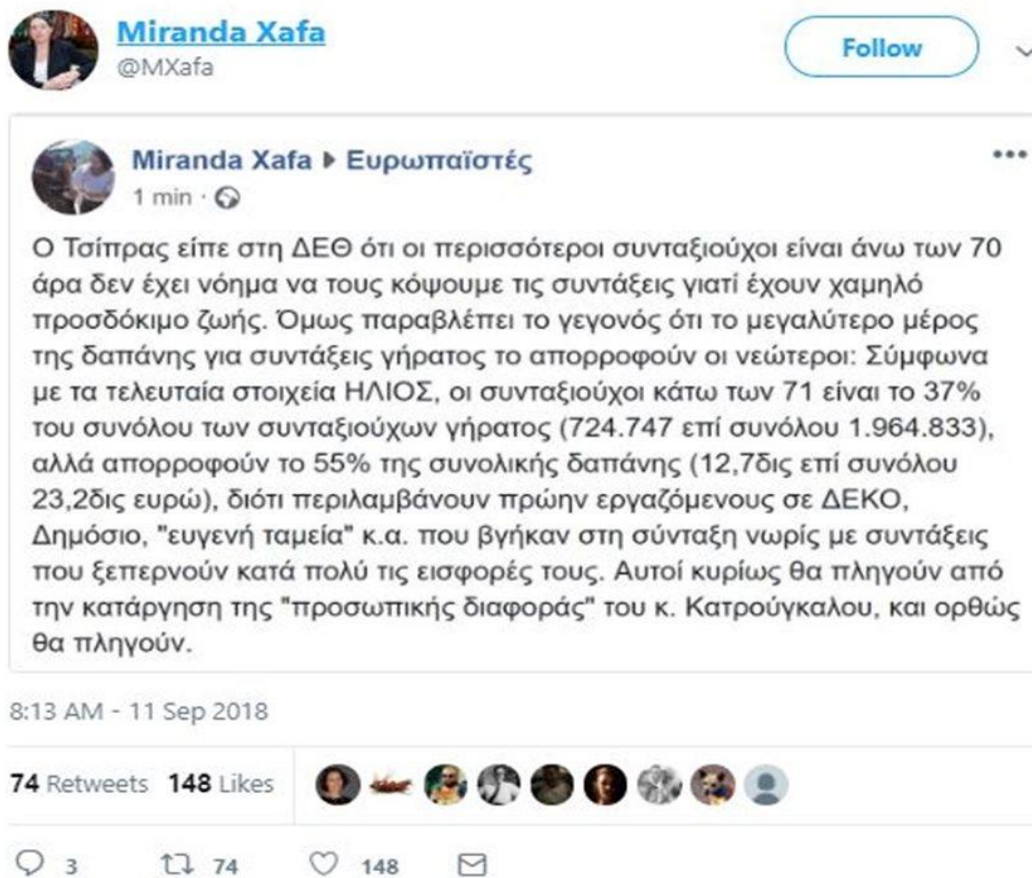 Miranda Xafa
@MXafa
Follow
Miranda Xafa ▸ Ευρωπαϊστές
1 min ·
Ο Τσίπρας είπε στη ΔΕΘ ότι οι περισσότεροι συνταξιούχοι είναι άνω των 70
άρα δεν έχει νόημα να τους κόψουμε τις συντάξεις γιατί έχουν χαμηλό
προσδόκιμο ζωής. Όμως παραβλέπει το γεγονός ότι το μεγαλύτερο μέρος
της δαπάνης για συντάξεις γήρατος το απορροφούν οι νεώτεροι: Σύμφωνα
με τα τελευταία στοιχεία ΗΛΙΟΣ, οι συνταξιούχοι κάτω των 71 είναι το 37%
του συνόλου των συνταξιούχων γήρατος (724.747 επί συνόλου 1.964.833),
αλλά απορροφούν το 55% της συνολικής δαπάνης (12,7δις επί συνόλου
23,2δις ευρώ), διότι περιλαμβάνουν πρώην εργαζόμενους σε ΔΕΚΟ,
Δημόσιο, "ευγενή ταμεία" κ.α. που βγήκαν στη σύνταξη νωρίς με συντάξεις
που ξεπερνούν κατά πολύ τις εισφορές τους. Αυτοί κυρίως θα πληγούν από
την κατάργηση της "προσωπικής διαφοράς" του κ. Κατρούγκαλου, και ορθώς
θα πληγούν.
8:13 AM - 11 Sep 2018
74 Retweets 148 Likes
3 74 148